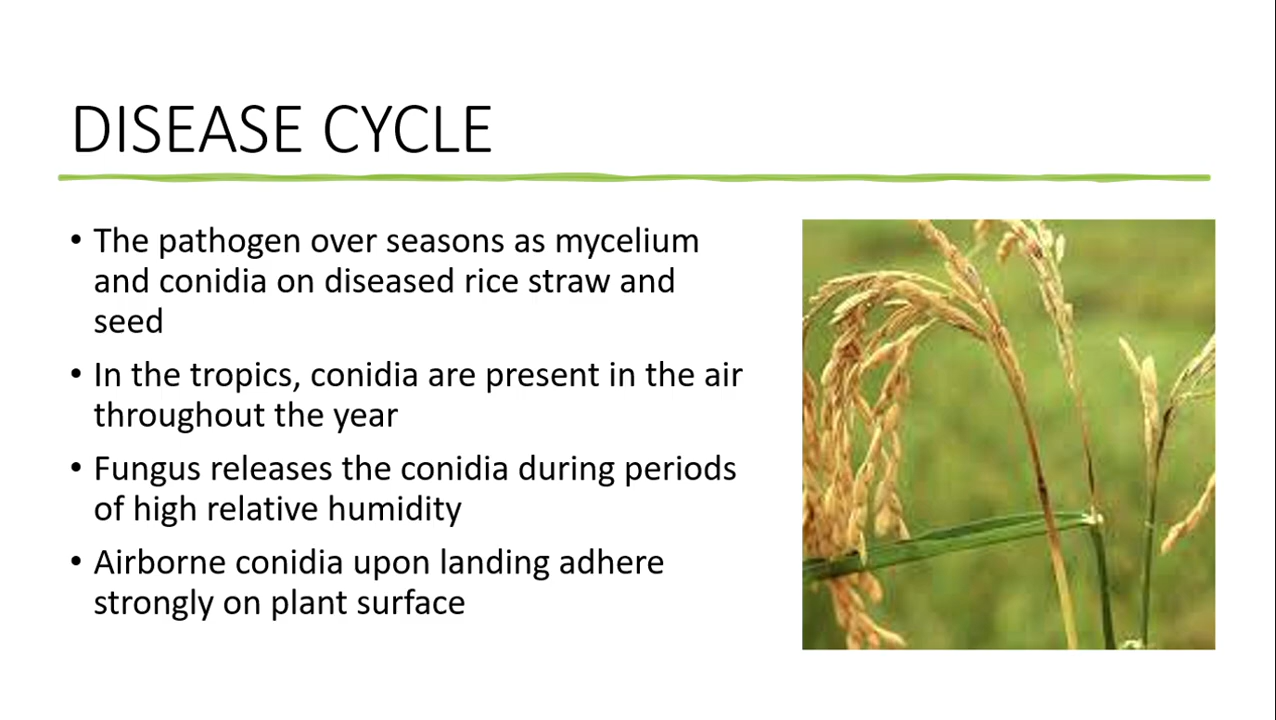 DISEASE CYCLE
• The pathogen over seasons as mycelium
and conidia on diseased rice straw and
seed
• In the tropics, conidia are present in the air
throughout the year
• Fungus releases the conidia during periods
of high relative humidity
• Airborne conidia upon landing adhere
strongly on plant surface